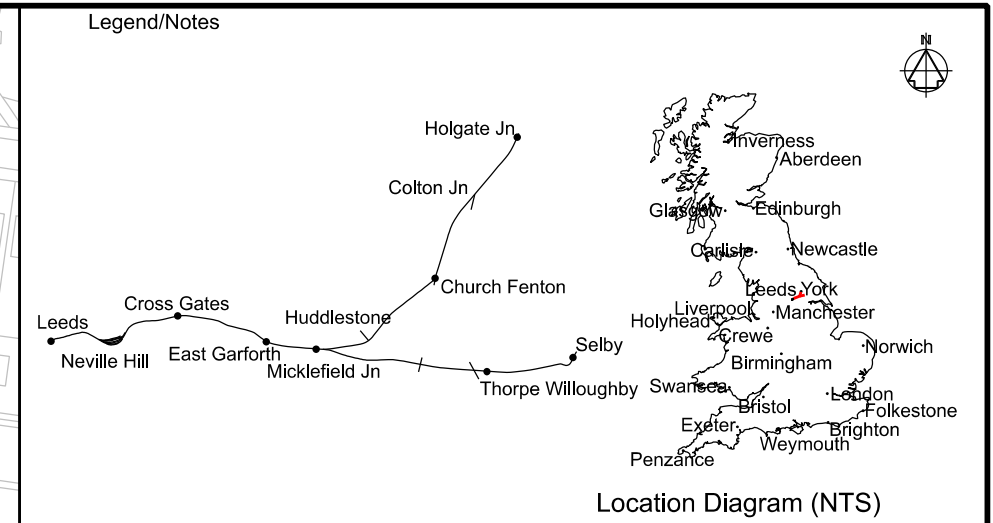 Legend/Notes
N
Holgate Jn
Colton Jn
Church Fenton
Cross Gates
Huddlestone
Leeds
Neville Hill
East Garforth
Micklefield Jn
Selby
Thorpe Willoughby
Inverness
Aberdeen
Glasgow
Edinburgh
Carlisle
Newcastle
Leeds York
Liverpool
Manchester
Holyhead
Crewe
Norwich
Birmingham
Swansea
London
Bristol
Folkestone
Exeter
Brighton
Weymouth
Penzance
Location Diagram (NTS)